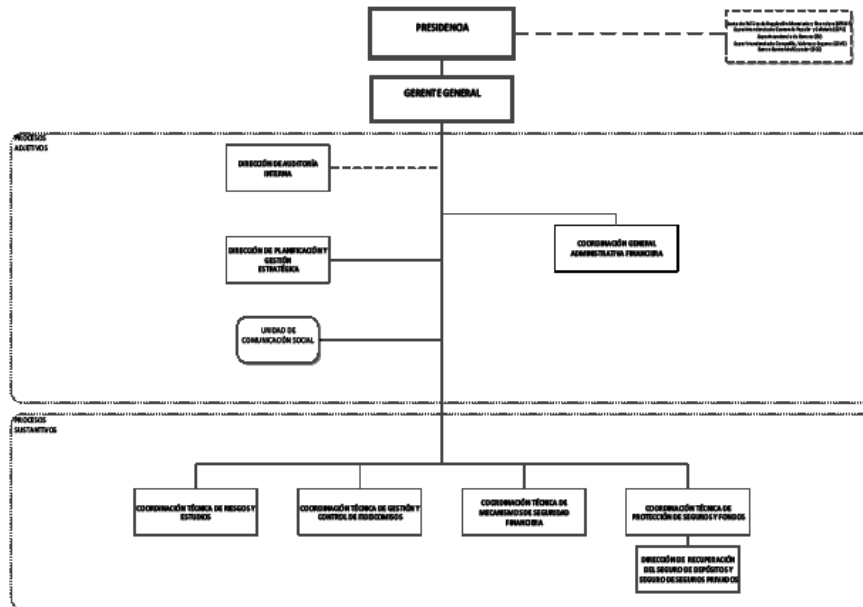 PRESIDENCIA
GERENTE GENERAL
PROCESOS
ADJETIVOS
DIRECCIÓN DE AUDITORÍA
INTERNA
DIRECCIÓN DE PLANIFICACIÓN Y
GESTIÓN
ESTRATÉGICA
COORDINACIÓN GENERAL
ADMINISTRATIVA FINANCIERA
UNIDAD DE
COMUNICACIÓN SOCIAL
PROCESOS
SUSTANTIVOS
COORDINACIÓN TÉCNICA DE RIESGOS Y
ESTUDIOS
COORDINACIÓN TÉCNICA DE GESTIÓN Y
CONTROL DE FIDEICOMISOS
COORDINACIÓN TÉCNICA DE
MECANISMOS DE SEGURIDAD
FINANCIERA
COORDINACIÓN TÉCNICA DE
PROTECCIÓN DE SEGUROS Y FONDOS
DIRECCIÓN DE RECUPERACIÓN
DEL SEGURO DE DEPÓSITOS Y
SEGURO DE SEGUROS PRIVADOS